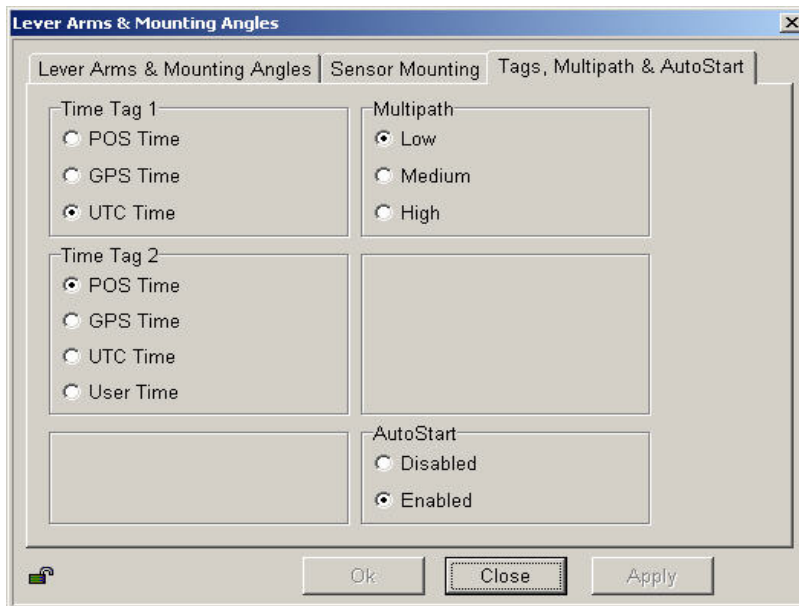 Lever Arms & Mounting Angles
Lever Arms & Mounting Angles Sensor Mounting Tags, Multipath & AutoStart
Time Tag 1
POS Time
GPS Time
UTC Time
Multipath
Low
Medium
High
Time Tag 2
POS Time
GPS Time
UTC Time
User Time
AutoStart
Disabled
Enabled
Ok Close Apply